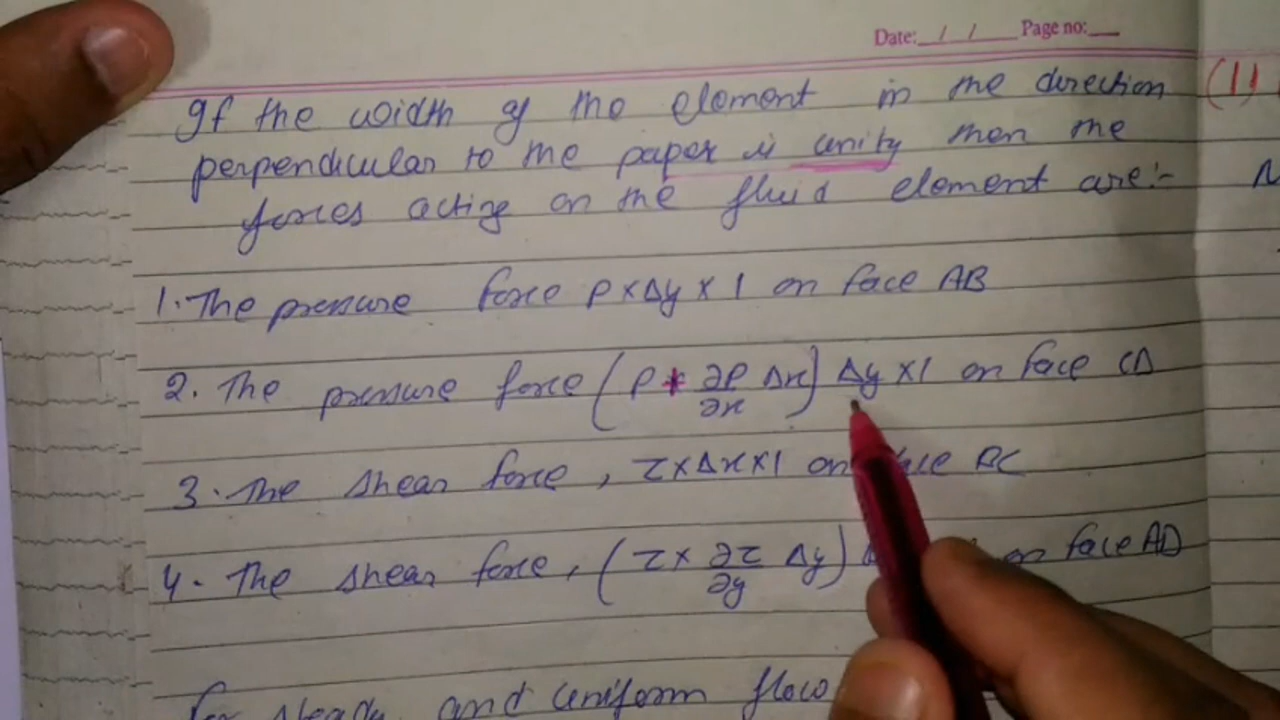 Date: / / Page no:
If the width of the element in the direction (1)
perpendicular to the paper is unity then the
forces acting on the fluid element are:-
1. The pressure force P×Δy×1 on face AB
2. The pressure force (P + ∂P/∂x Δx) Δy×1 on face CD
3. The shear force, τ×Δx×1 on face BC
4. The shear force, (τ× ∂τ/∂y Δy) on face AD
for steady and uniform flow